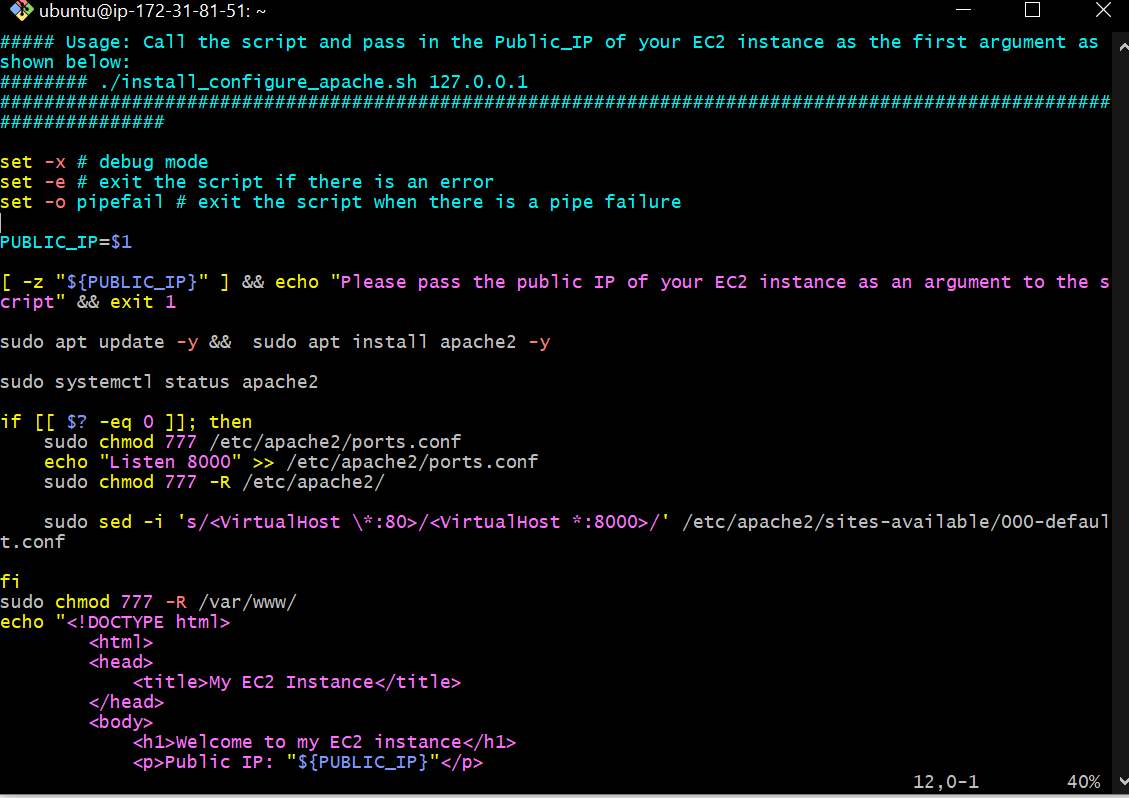 ubuntu@ip-172-31-81-51: ~
##### Usage: Call the script and pass in the Public_IP of your EC2 instance as the first argument as
shown below:
######## ./install_configure_apache.sh 127.0.0.1
#####################################################################################################
###############
set -x # debug mode
set -e # exit the script if there is an error
set -o pipefail # exit the script when there is a pipe failure
PUBLIC_IP=$1
[ -z "${PUBLIC_IP}" ] && echo "Please pass the public IP of your EC2 instance as an argument to the s
cript" && exit 1
sudo apt update -y &&  sudo apt install apache2 -y
sudo systemctl status apache2
if [[ $? -eq 0 ]]; then
    sudo chmod 777 /etc/apache2/ports.conf
    echo "Listen 8000" >> /etc/apache2/ports.conf
    sudo chmod 777 -R /etc/apache2/
    sudo sed -i 's/<VirtualHost \*:80>/<VirtualHost *:8000>/' /etc/apache2/sites-available/000-defaul
t.conf
fi
sudo chmod 777 -R /var/www/
echo "<!DOCTYPE html>
        <html>
        <head>
            <title>My EC2 Instance</title>
        </head>
        <body>
            <h1>Welcome to my EC2 instance</h1>
            <p>Public IP: "${PUBLIC_IP}"</p>
12,0-1        40%